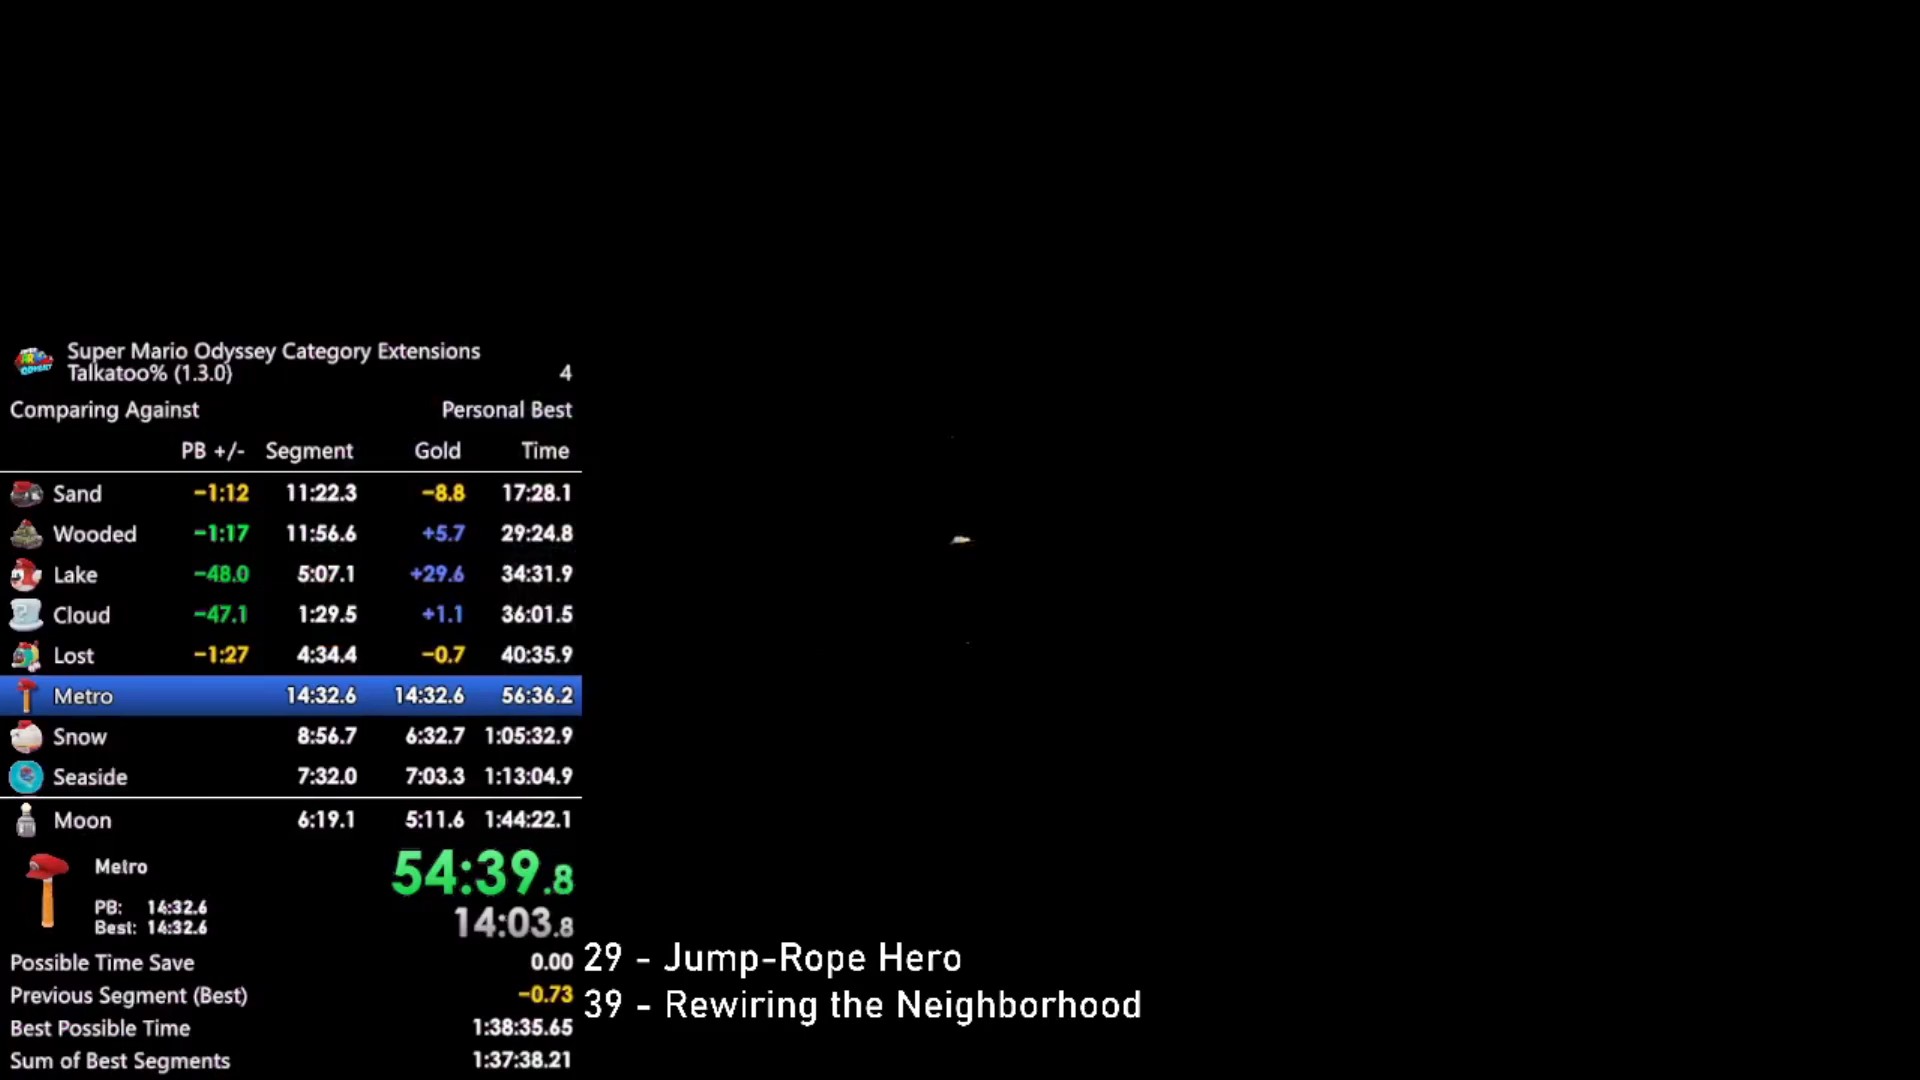 Super Mario Odyssey Category Extensions
Talkatoo% (1.3.0) 4
Comparing Against Personal Best
PB +/- Segment Gold Time
Sand −1:12 11:22.3 −8.8 17:28.1
Wooded −1:17 11:56.6 +5.7 29:24.8
Lake −48.0 5:07.1 +29.6 34:31.9
Cloud −47.1 1:29.5 +1.1 36:01.5
Lost −1:27 4:34.4 −0.7 40:35.9
Metro 14:32.6 14:32.6 56:36.2
Snow 8:56.7 6:32.7 1:05:32.9
Seaside 7:32.0 7:03.3 1:13:04.9
Moon 6:19.1 5:11.6 1:44:22.1
Metro 54:39.8
PB: 14:32.6 14:03.8
Best: 14:32.6
Possible Time Save 0.00
Previous Segment (Best) −0.73
Best Possible Time 1:38:35.65
Sum of Best Segments 1:37:38.21
29 - Jump-Rope Hero
39 - Rewiring the Neighborhood